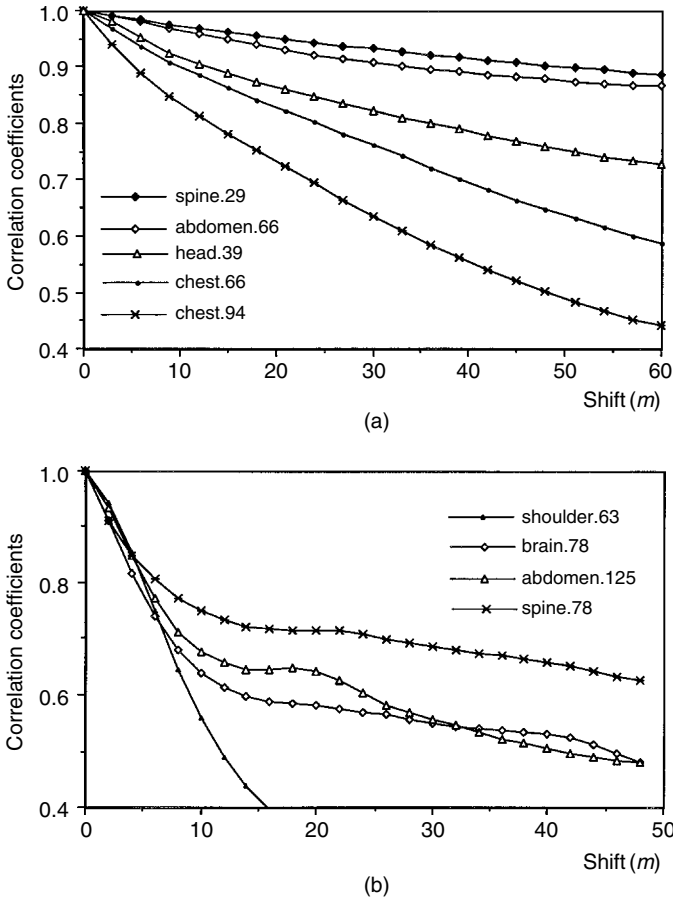 1.0
0.9
0.8
0.7
0.6
0.5
0.4
Correlation coefficients
spine.29
abdomen.66
head.39
chest.66
chest.94
0 10 20 30 40 50 60
Shift (m)
(a)
1.0
0.8
0.6
0.4
Correlation coefficients
shoulder.63
brain.78
abdomen.125
spine.78
0 10 20 30 40 50
Shift (m)
(b)